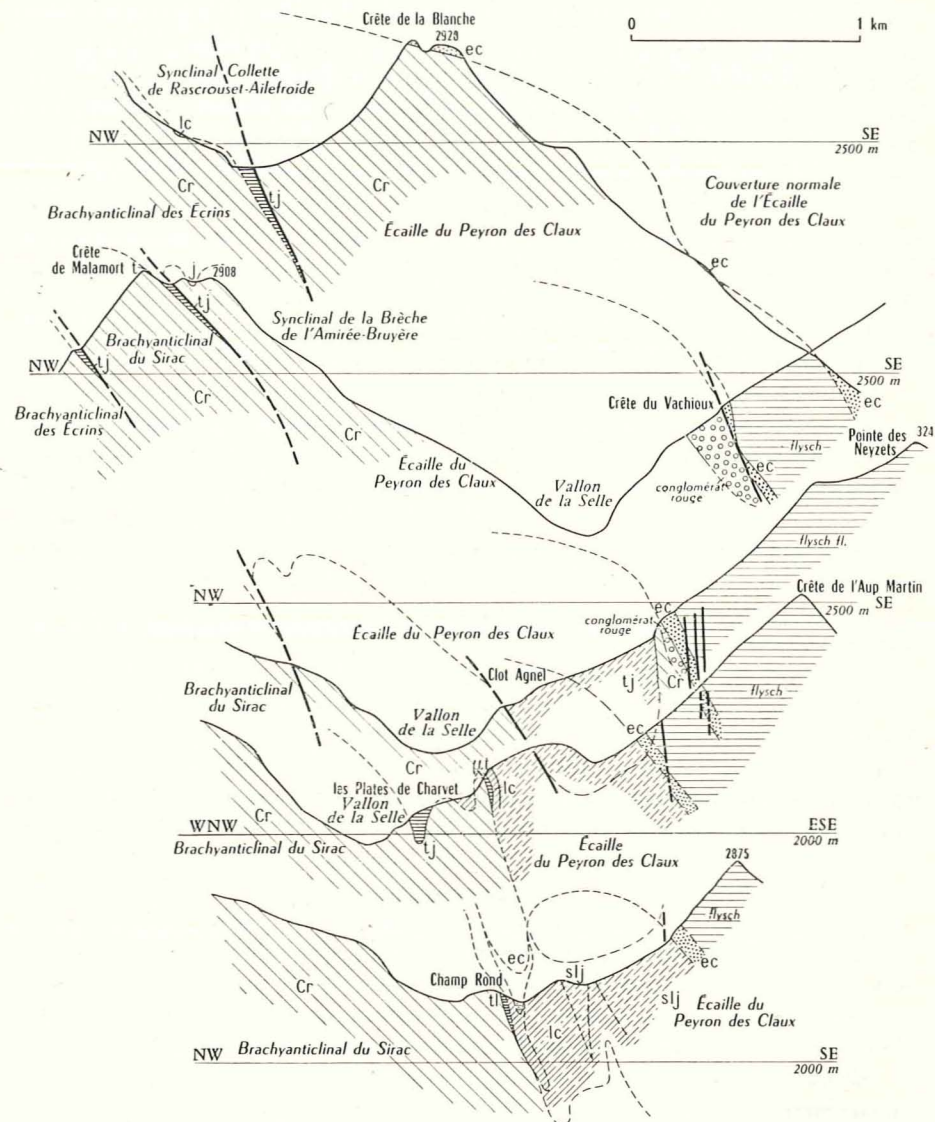 Crête de la Blanche
2928
ec
0 1 km
Synclinal Collette
de Rascrouset-Ailefroide
lc
NW
SE
2500 m
Cr
tj
Cr
Brachyanticlinal des Écrins
Écaille du Peyron des Claux
Couverture normale
de l'Écaille
du Peyron des Claux
ec
Crête
de Malamort
t
j
2908
tj
Synclinal de la Brèche
de l'Amirée-Bruyère
Brachyanticlinal
du Sirac
NW
tj
SE
2500 m
Brachyanticlinal
des Écrins
Cr
Cr
Écaille du
Peyron des Claux
Vallon
de la Selle
Crête du Vachioux
ec
flysch
ec
conglomérat
rouge
Pointe des
Neyzets
324
flysch fl.
Crête de l'Aup Martin
NW
2500 m SE
Écaille du Peyron des Claux
conglomérat
rouge
ec
Clot Agnel
tj
Cr
flysch
Brachyanticlinal
du Sirac
Vallon
de la Selle
Cr
ec
les Plates de Charvet
Vallon
de la Selle
lc
Cr
tj
WNW
ESE
2000 m
Brachyanticlinal du Sirac
Écaille
du Peyron des Claux
2875
flysch
ec
ec
Champ Rond
slj
Cr
tl
lc
slj
Écaille du
Peyron des Claux
NW
Brachyanticlinal du Sirac
SE
2000 m